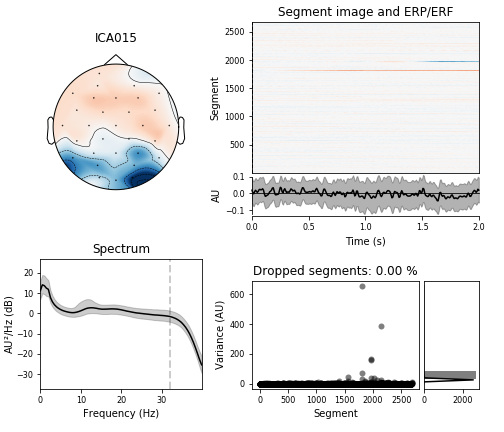 ICA015
Segment image and ERP/ERF
2500
2000
1500
1000
500
Segment
0.1
0.0
−0.1
AU
0.0 0.5 1.0 1.5 2.0
Time (s)
Spectrum
20
10
0
−10
−20
−30
AU²/Hz (dB)
0 10 20 30
Frequency (Hz)
Dropped segments: 0.00 %
600
400
200
0
Variance (AU)
0 500 1000 1500 2000 2500
Segment
0 2000